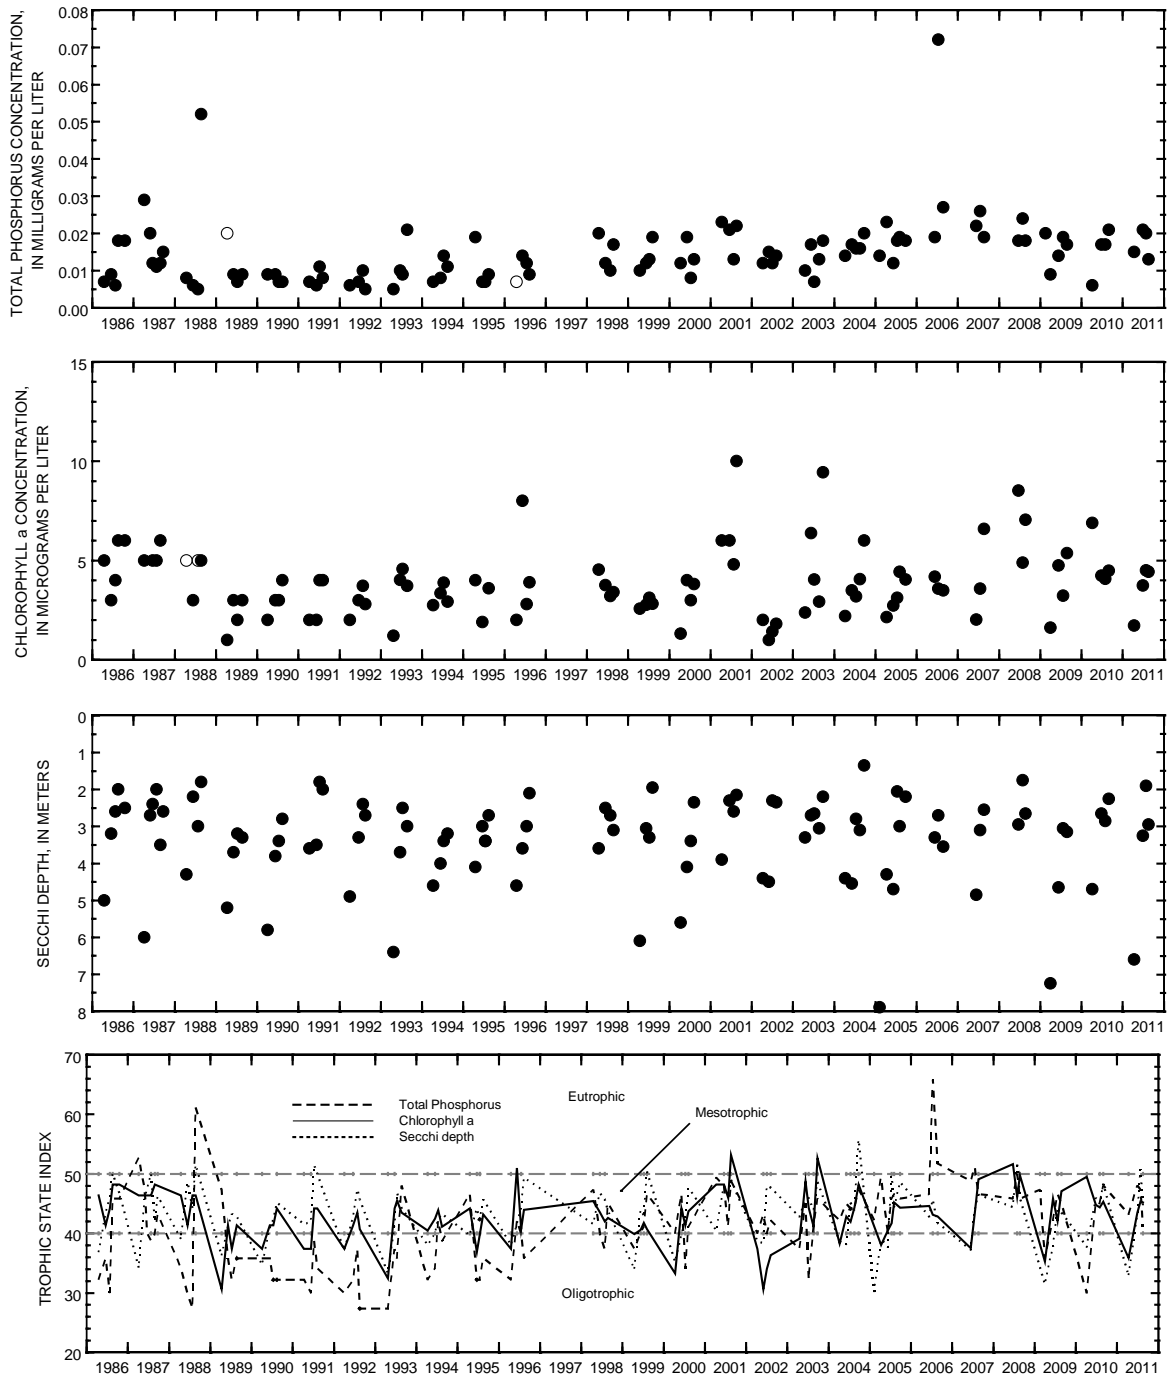 TOTAL PHOSPHORUS CONCENTRATION,
IN MILLIGRAMS PER LITER
0.08
0.07
0.06
0.05
0.04
0.03
0.02
0.01
0.00
1986 1987 1988 1989 1990 1991 1992 1993 1994 1995 1996 1997 1998 1999 2000 2001 2002 2003 2004 2005 2006 2007 2008 2009 2010 2011
CHLOROPHYLL a CONCENTRATION,
IN MICROGRAMS PER LITER
15
10
5
0
1986 1987 1988 1989 1990 1991 1992 1993 1994 1995 1996 1997 1998 1999 2000 2001 2002 2003 2004 2005 2006 2007 2008 2009 2010 2011
SECCHI DEPTH, IN METERS
0
1
2
3
4
5
6
7
8
1986 1987 1988 1989 1990 1991 1992 1993 1994 1995 1996 1997 1998 1999 2000 2001 2002 2003 2004 2005 2006 2007 2008 2009 2010 2011
TROPHIC STATE INDEX
70
60
50
40
30
20
Total Phosphorus
Chlorophyll a
Secchi depth
Eutrophic
Mesotrophic
Oligotrophic
1986 1987 1988 1989 1990 1991 1992 1993 1994 1995 1996 1997 1998 1999 2000 2001 2002 2003 2004 2005 2006 2007 2008 2009 2010 2011